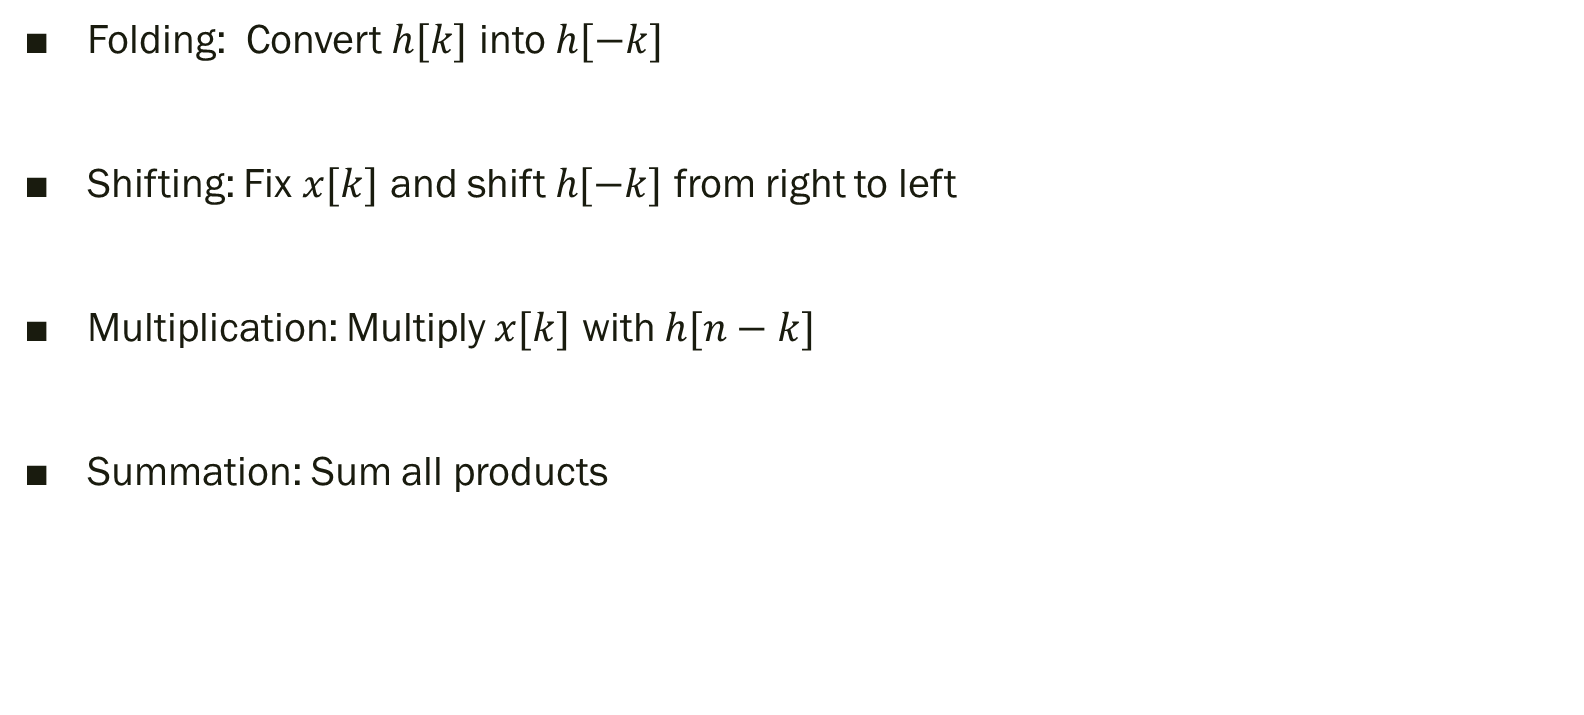 ■ Folding: Convert h[k] into h[−k]
■ Shifting: Fix x[k] and shift h[−k] from right to left
■ Multiplication: Multiply x[k] with h[n − k]
■ Summation: Sum all products